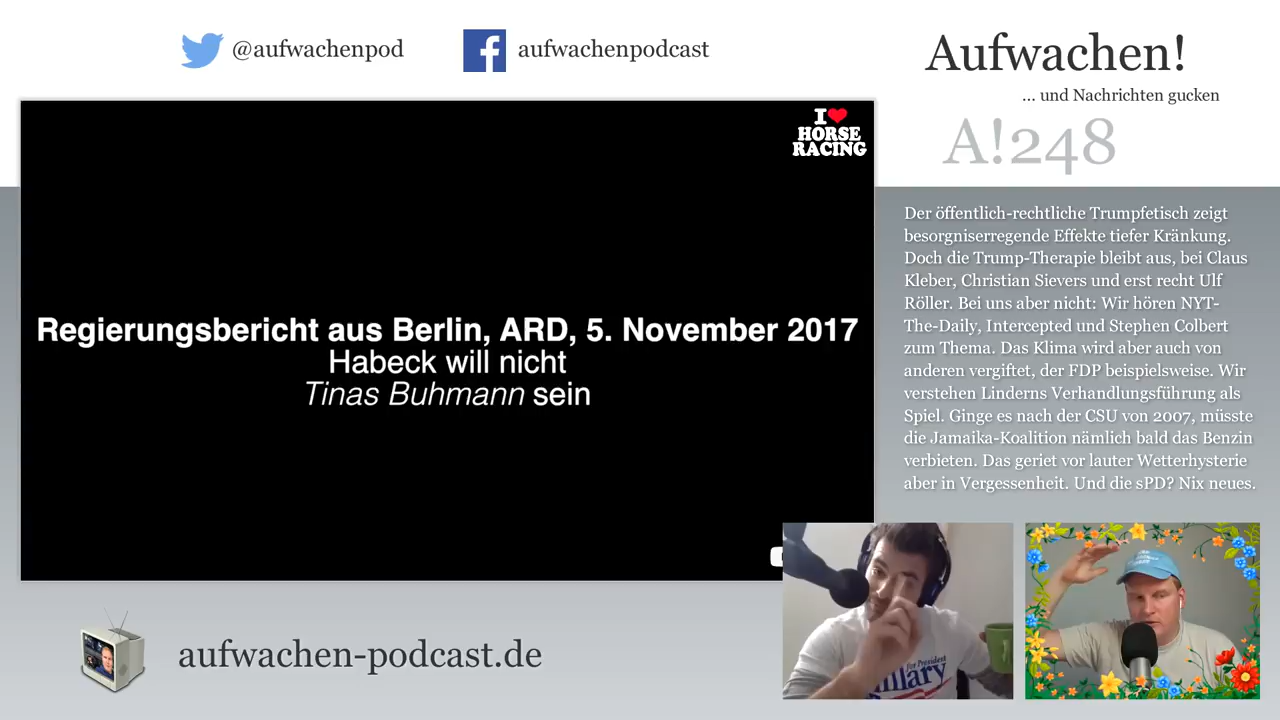 @aufwachenpod
aufwachenpodcast
Aufwachen!
... und Nachrichten gucken
A!248
I
HORSE
RACING
Regierungsbericht aus Berlin, ARD, 5. November 2017
Habeck will nicht
Tinas Buhmann sein
Der öffentlich-rechtliche Trumpfetisch zeigt
besorgniserregende Effekte tiefer Kränkung.
Doch die Trump-Therapie bleibt aus, bei Claus
Kleber, Christian Sievers und erst recht Ulf
Röller. Bei uns aber nicht: Wir hören NYT-
The-Daily, Intercepted und Stephen Colbert
zum Thema. Das Klima wird aber auch von
anderen vergiftet, der FDP beispielsweise. Wir
verstehen Linderns Verhandlungsführung als
Spiel. Ginge es nach der CSU von 2007, müsste
die Jamaika-Koalition nämlich bald das Benzin
verbieten. Das geriet vor lauter Wetterhysterie
aber in Vergessenheit. Und die sPD? Nix neues.
for President
Hillary
aufwachen-podcast.de